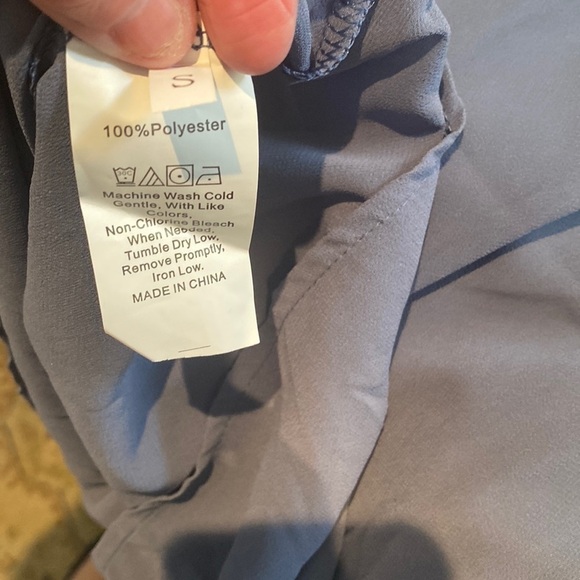 S
100%Polyester
Machine Wash Cold
Gentle, With Like
Colors,
Non-Chlorine Bleach
When Needed,
Tumble Dry Low,
Remove Promptly,
Iron Low.
MADE IN CHINA